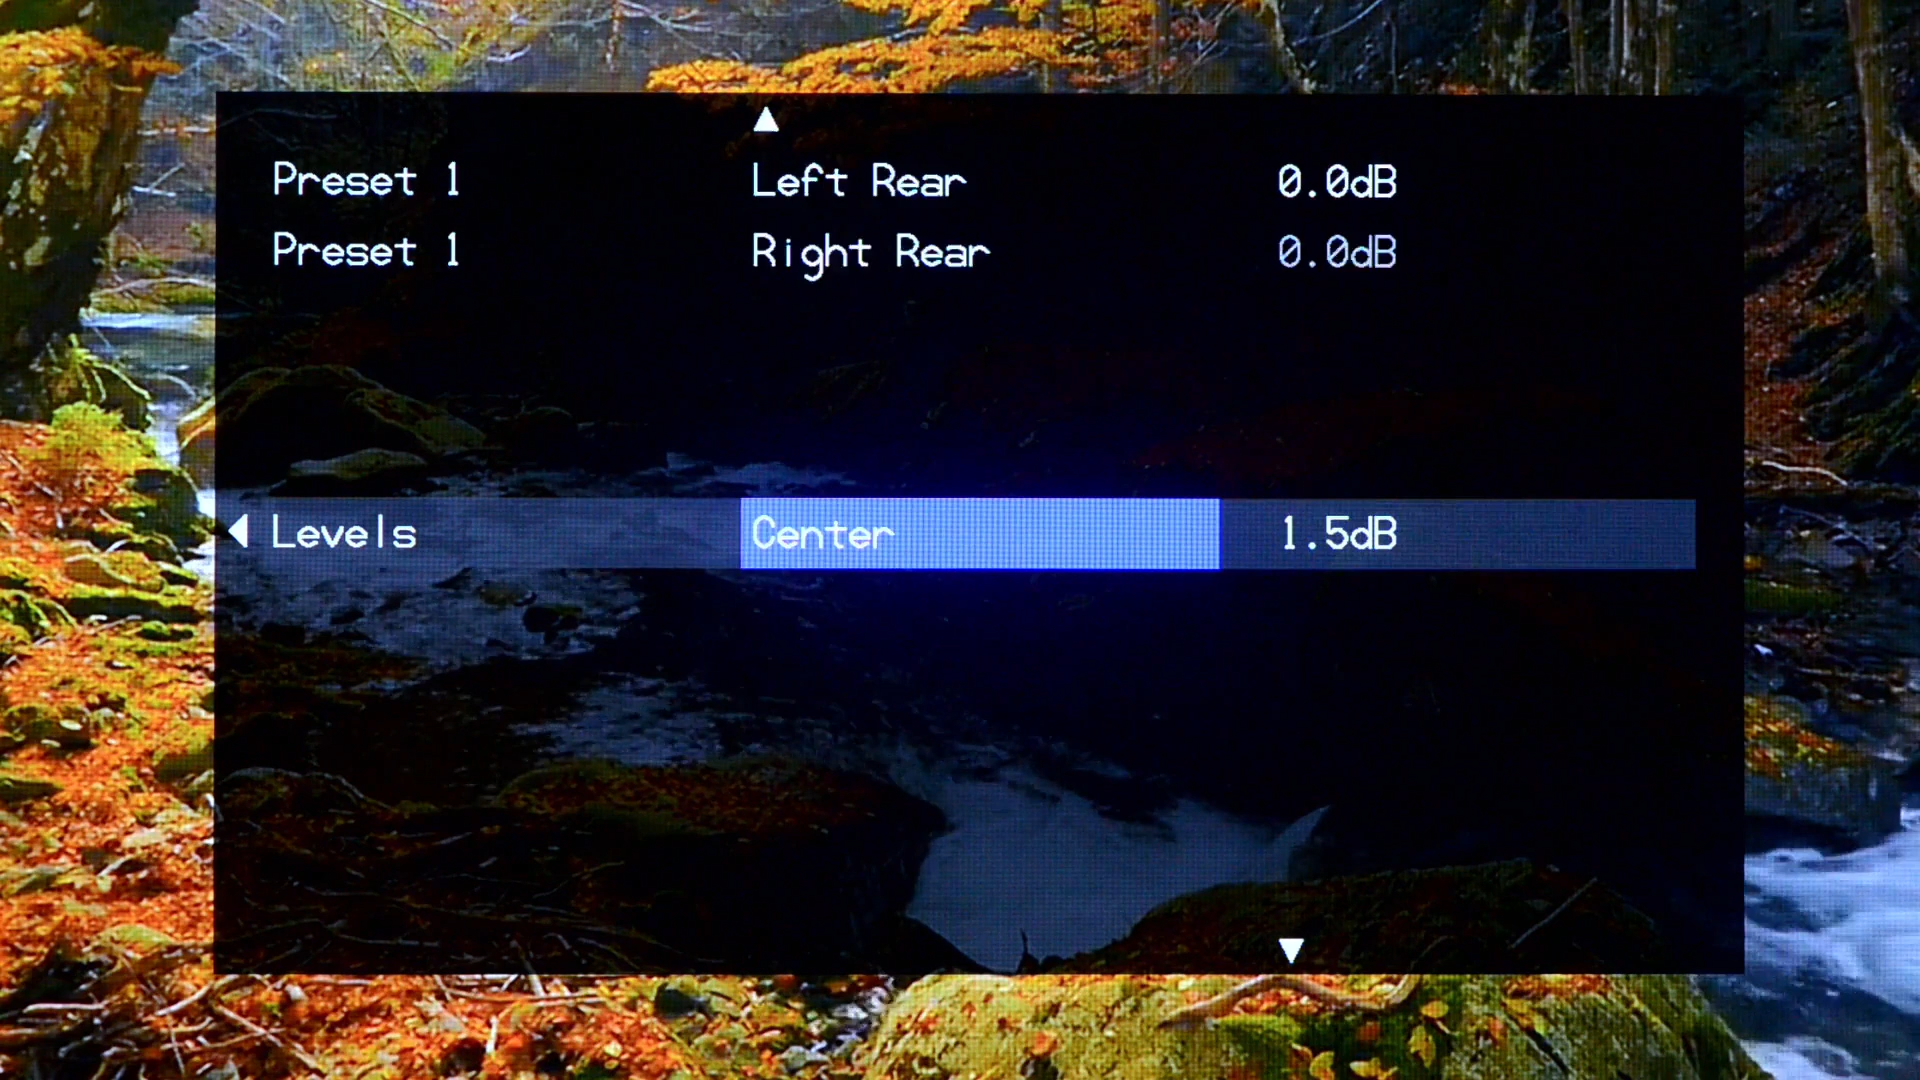 Preset 1 Left Rear 0.0dB
Preset 1 Right Rear 0.0dB
Levels Center 1.5dB